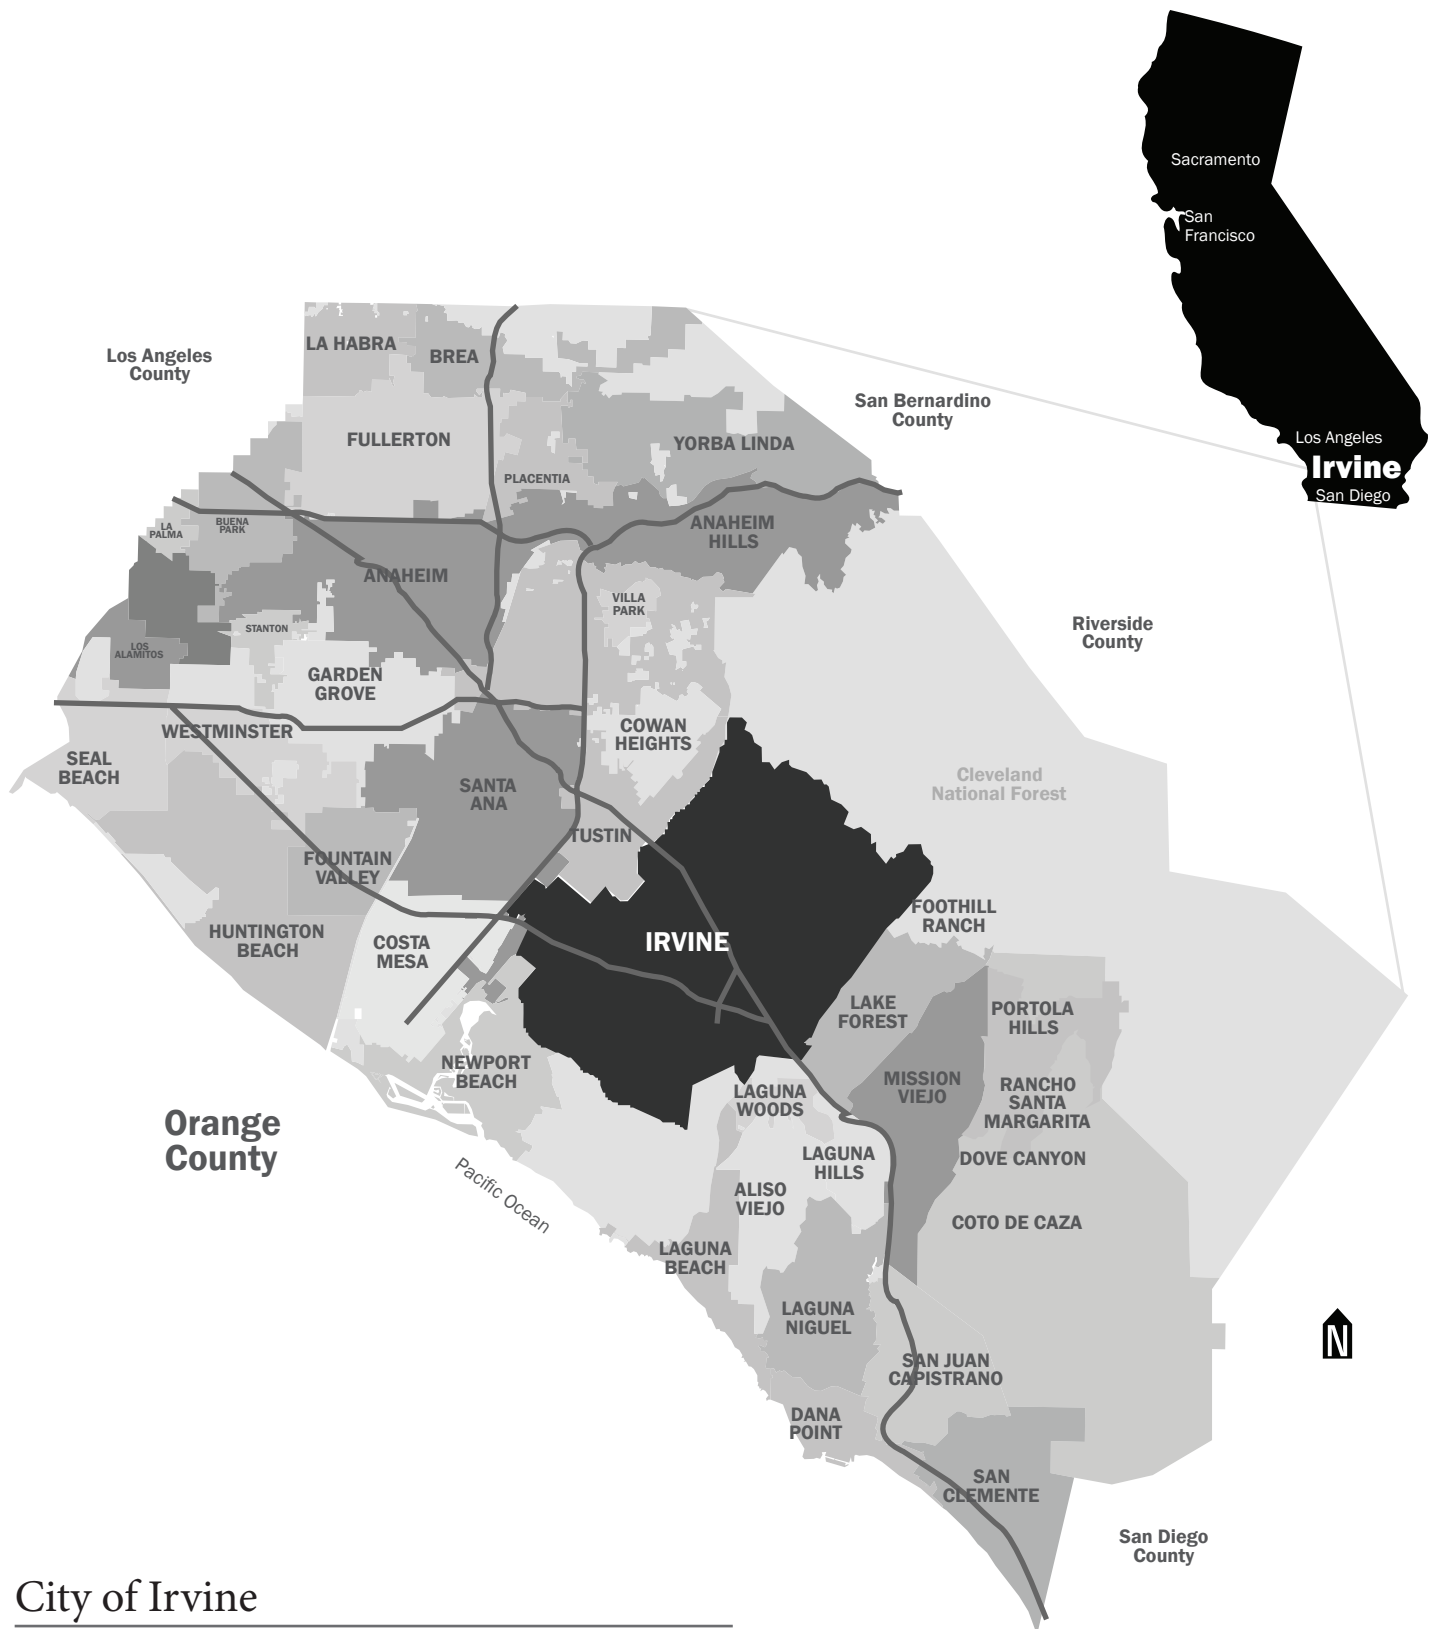 Sacramento
San
Francisco
Los Angeles
Irvine
San Diego
Los Angeles
County
San Bernardino
County
Riverside
County
LA HABRA
BREA
FULLERTON
YORBA LINDA
PLACENTIA
LA
PALMA
BUENA
PARK
ANAHEIM
HILLS
ANAHEIM
VILLA
PARK
STANTON
LOS
ALAMITOS
GARDEN
GROVE
WESTMINSTER
COWAN
HEIGHTS
SEAL
BEACH
SANTA
ANA
Cleveland
National Forest
TUSTIN
FOUNTAIN
VALLEY
FOOTHILL
RANCH
HUNTINGTON
BEACH
COSTA
MESA
IRVINE
LAKE
FOREST
PORTOLA
HILLS
NEWPORT
BEACH
MISSION
VIEJO
RANCHO
SANTA
MARGARITA
LAGUNA
WOODS
Orange
County
Pacific Ocean
LAGUNA
HILLS
DOVE CANYON
ALISO
VIEJO
COTO DE CAZA
LAGUNA
BEACH
LAGUNA
NIGUEL
N
SAN JUAN
CAPISTRANO
DANA
POINT
SAN
CLEMENTE
San Diego
County
City of Irvine